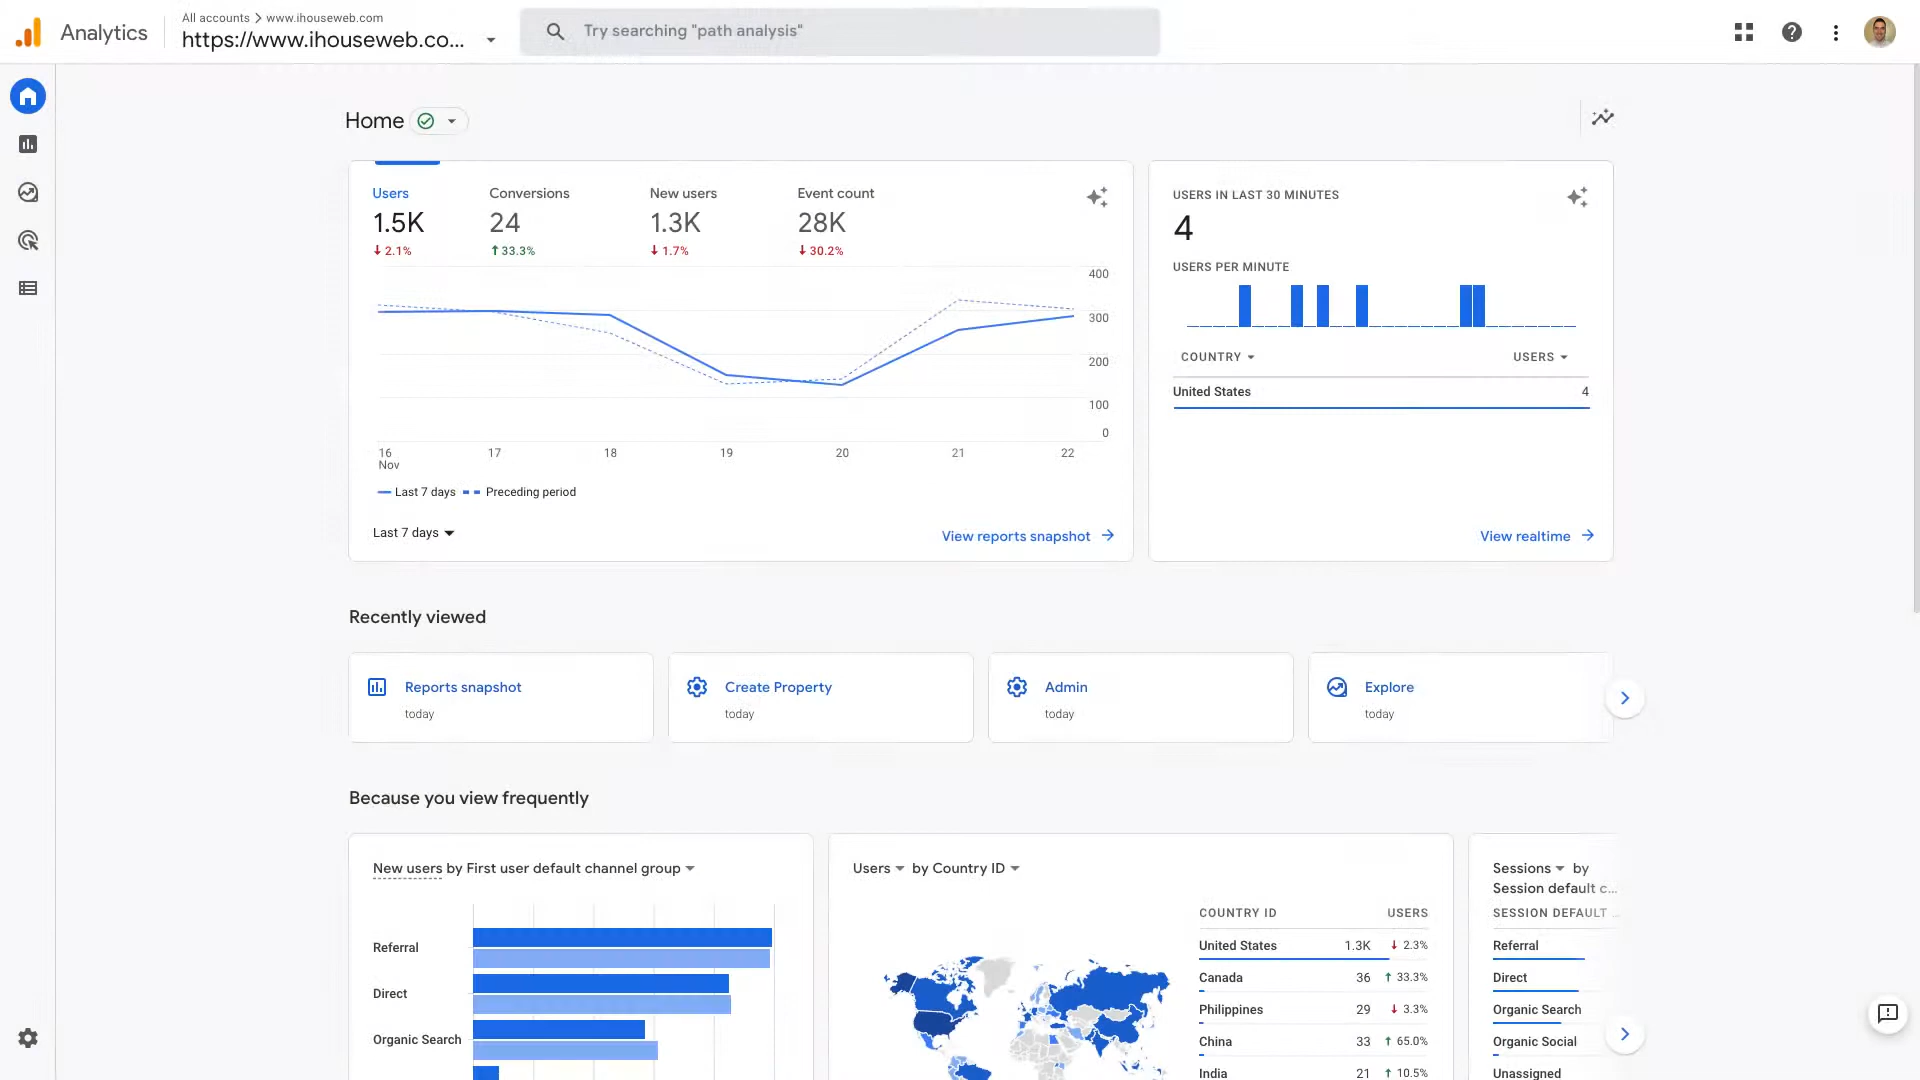 All accounts > www.ihouseweb.com
Analytics
https://www.ihouseweb.co...
Try searching "path analysis"
Home
Users
1.5K
2.1%
Conversions
24
33.3%
New users
1.3K
1.7%
Event count
28K
30.2%
400
300
200
100
0
16
Nov
17
18
19
20
21
22
Last 7 days
Preceding period
Last 7 days
View reports snapshot
USERS IN LAST 30 MINUTES
4
USERS PER MINUTE
COUNTRY
USERS
United States
4
View realtime
Recently viewed
Reports snapshot
today
Create Property
today
Admin
today
Explore
today
Because you view frequently
New users by First user default channel group
Referral
Direct
Organic Search
Users by Country ID
COUNTRY ID USERS
United States 1.3K 2.3%
Canada 36 33.3%
Philippines 29 3.3%
China 33 65.0%
India 21 10.5%
Sessions by
Session default c...
SESSION DEFAULT ...
Referral
Direct
Organic Search
Organic Social
Unassigned